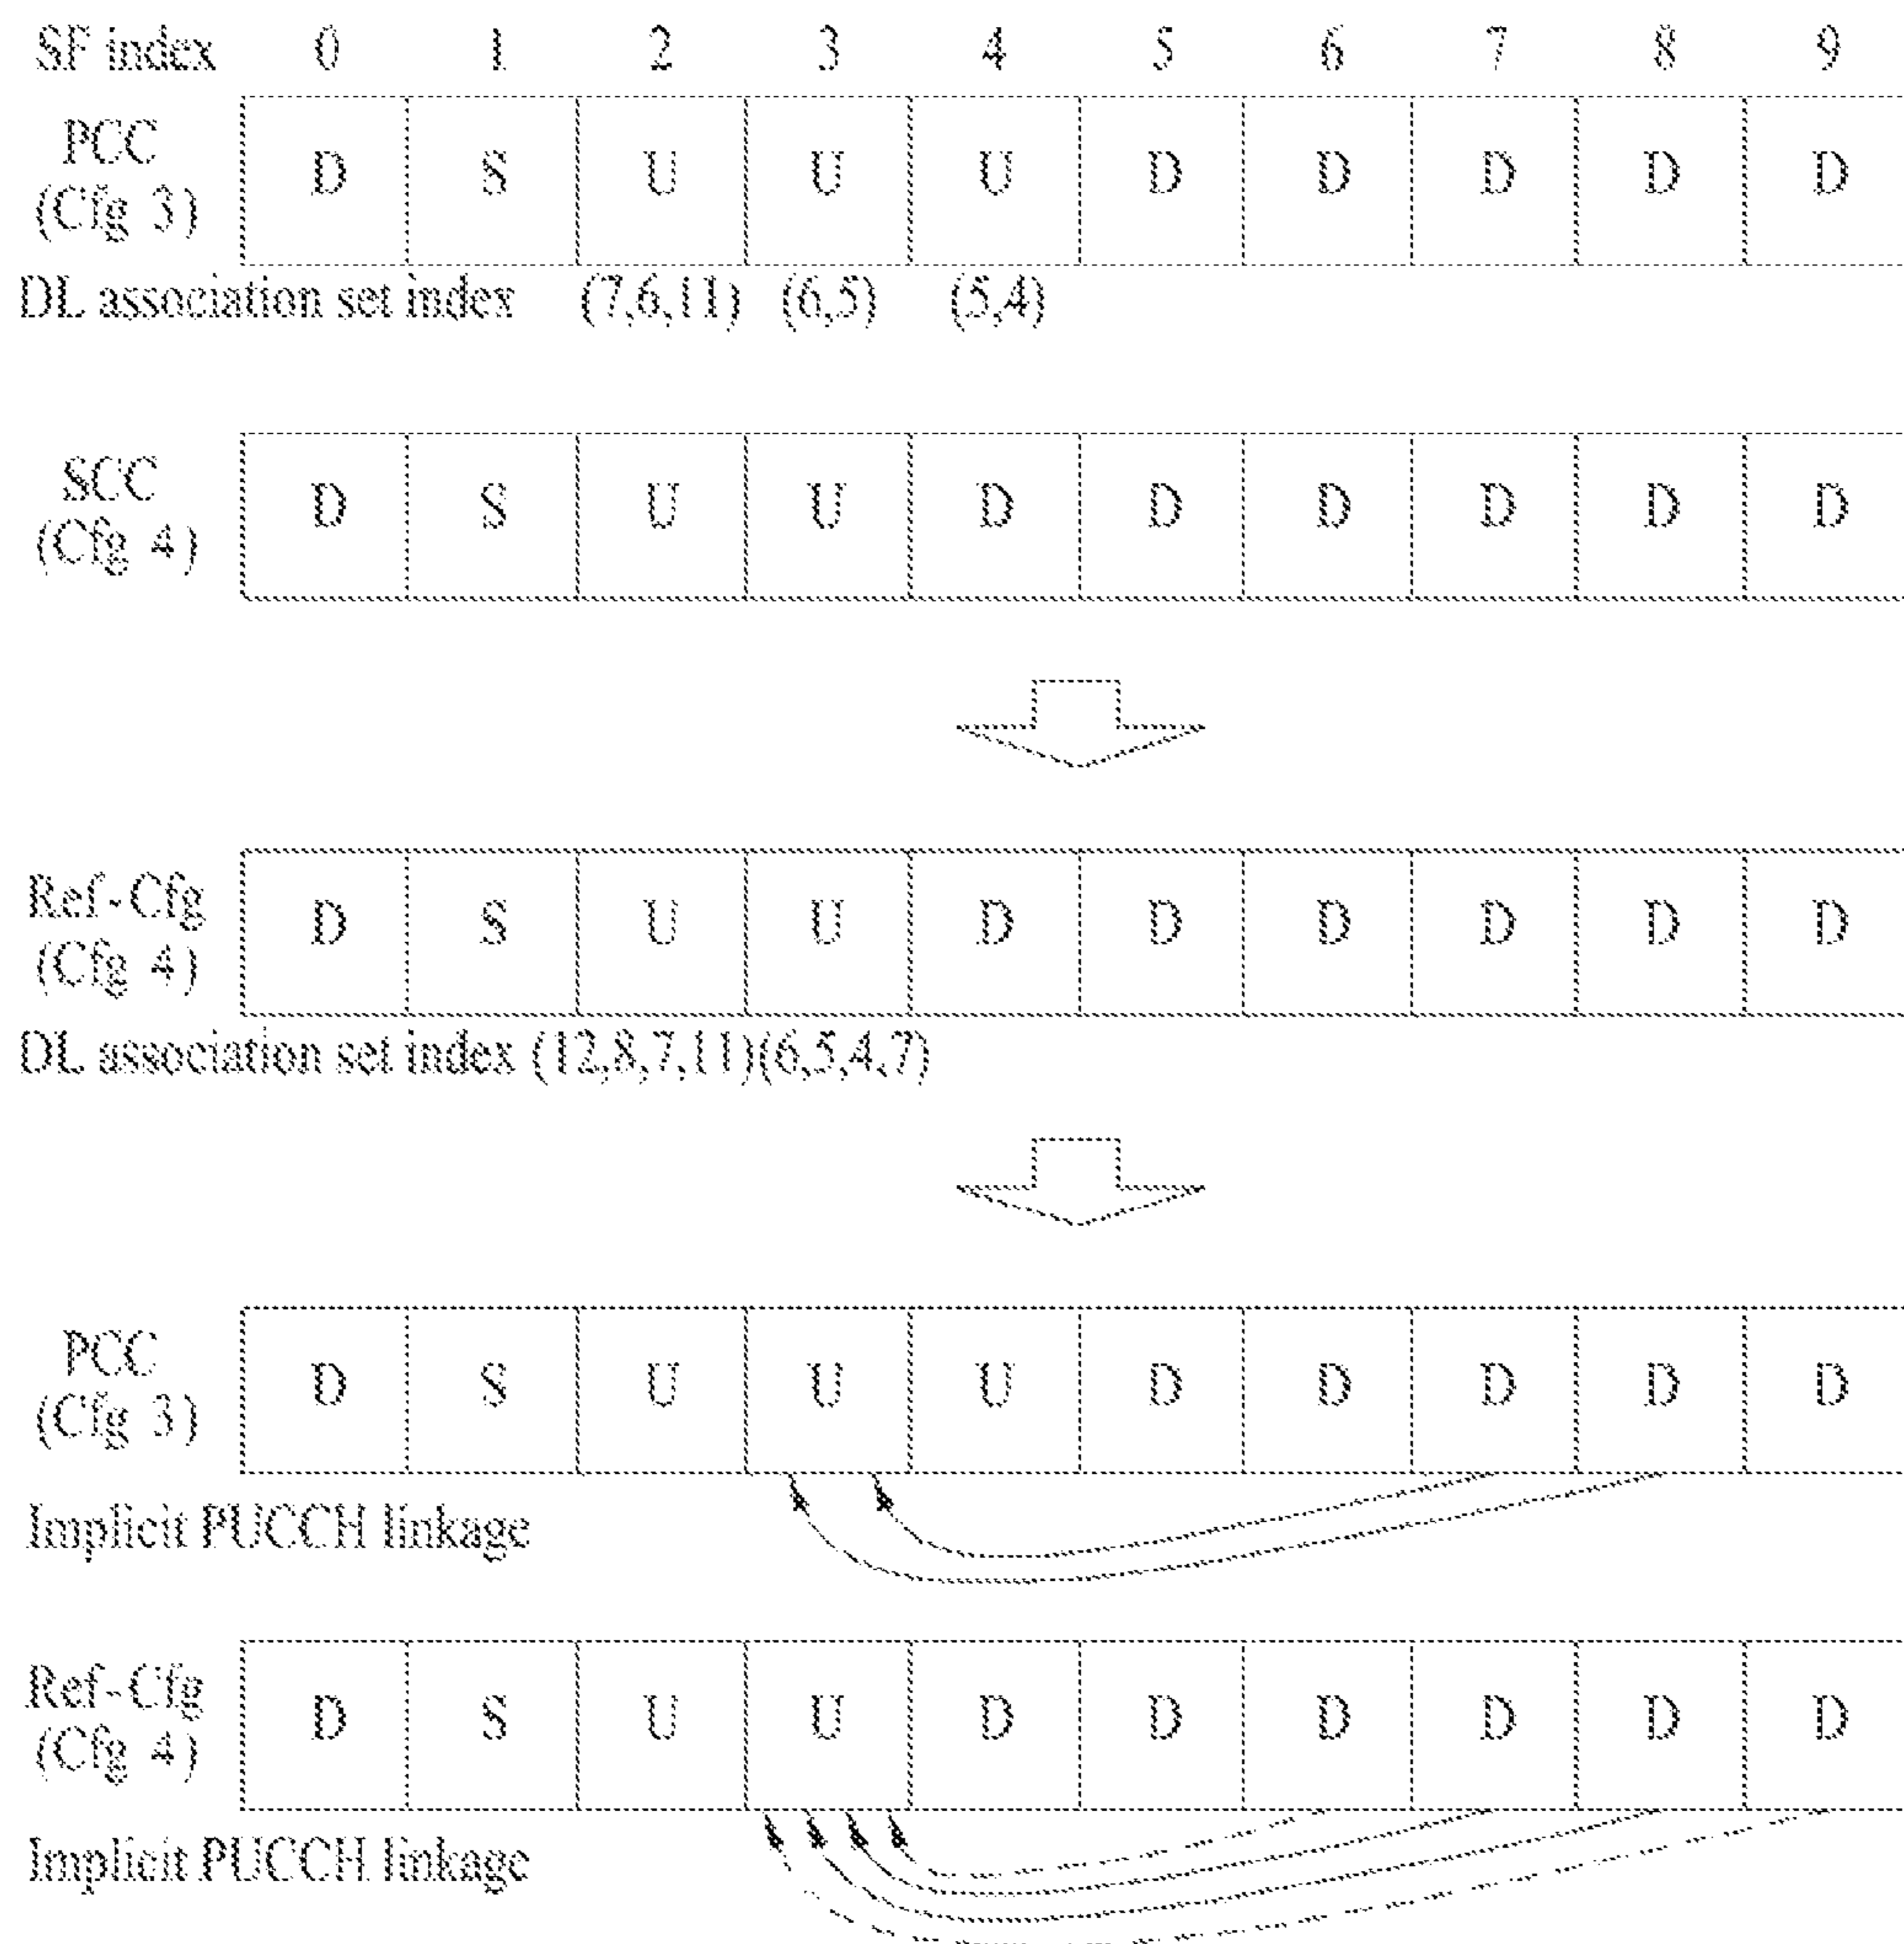 SF index 0 1 2 3 4 5 6 7 8 9
PCC
(Cfg 3)
D S U U U D D D D D
DL association set index (7,6,11) (6,5) (5,4)
SCC
(Cfg 4)
D S U U D D D D D D
Ref-Cfg
(Cfg 4)
D S U U D D D D D D
DL association set index (12,8,7,11)(6,5,4,7)
PCC
(Cfg 3)
D S U U U D D D D D
Implicit PUCCH linkage
Ref-Cfg
(Cfg 4)
D S U U D D D D D D
Implicit PUCCH linkage